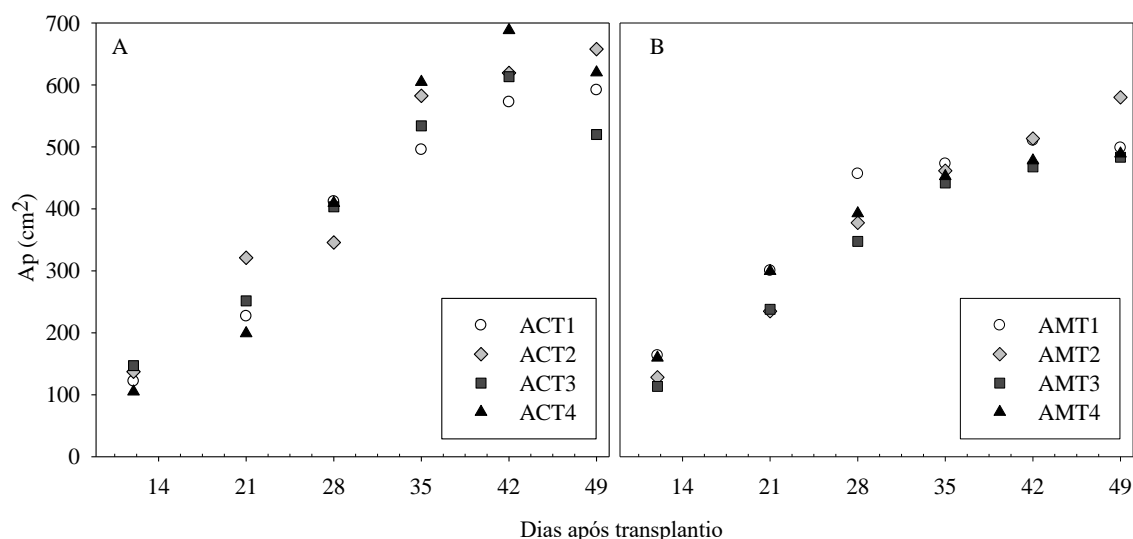 700
600
500
400
300
200
100
0
Ap (cm²)
A
ACT1
ACT2
ACT3
ACT4
14 21 28 35 42 49
B
AMT1
AMT2
AMT3
AMT4
14 21 28 35 42 49
Dias após transplantio